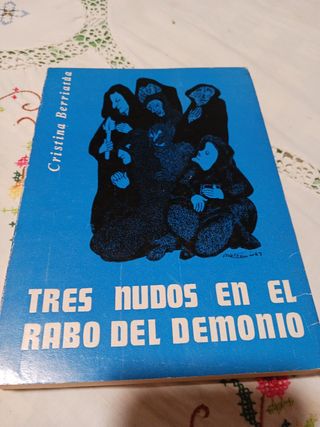 Cristina Berriatúa
TRES NUDOS EN EL
RABO DEL DEMONIO